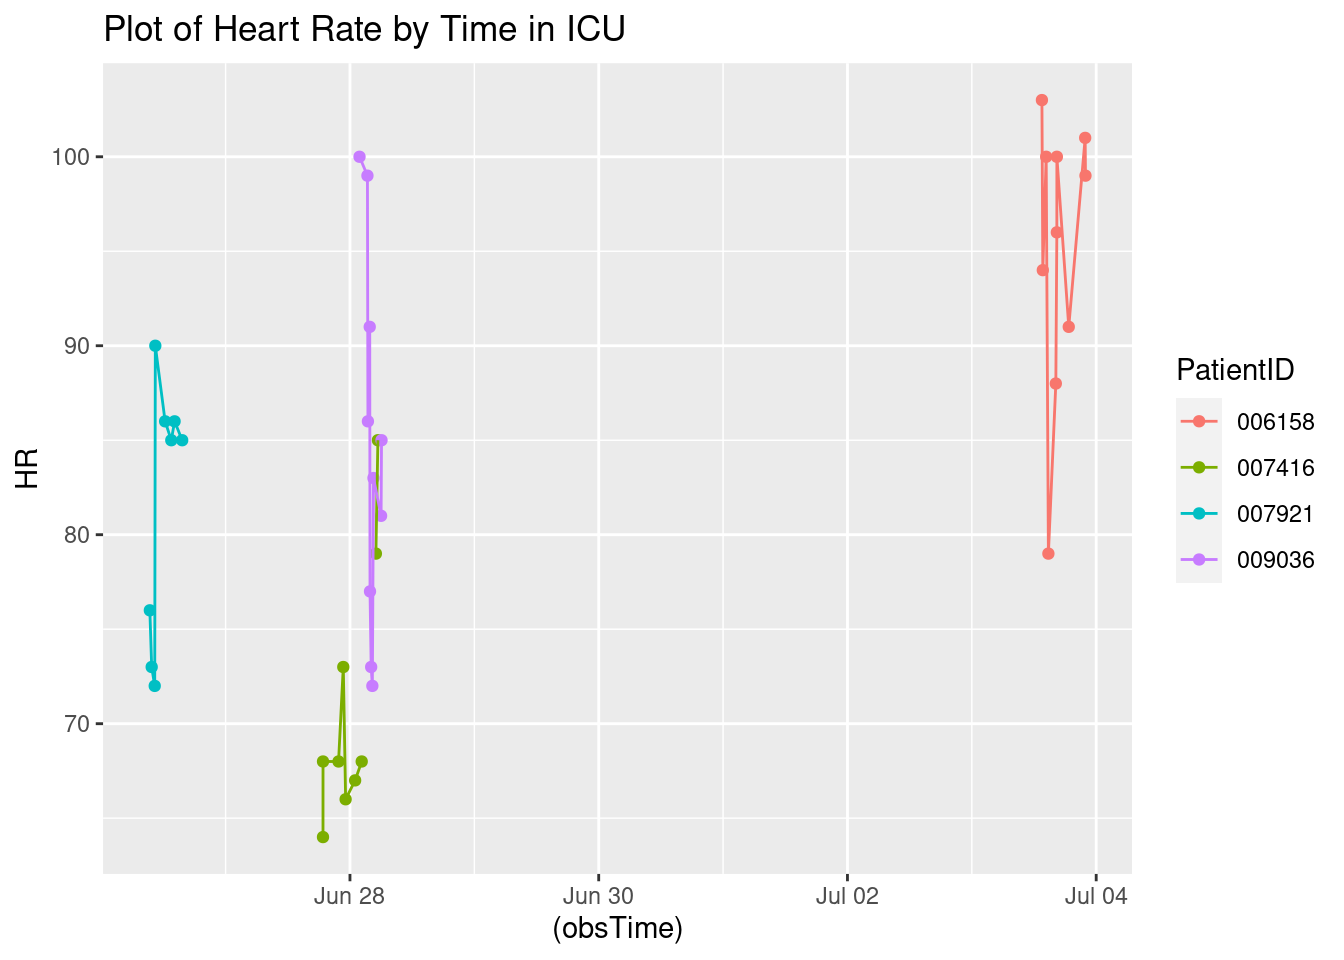 Plot of Heart Rate by Time in ICU
100
90
80
70
HR
Jun 28
Jun 30
Jul 02
Jul 04
(obsTime)
PatientID
006158
007416
007921
009036